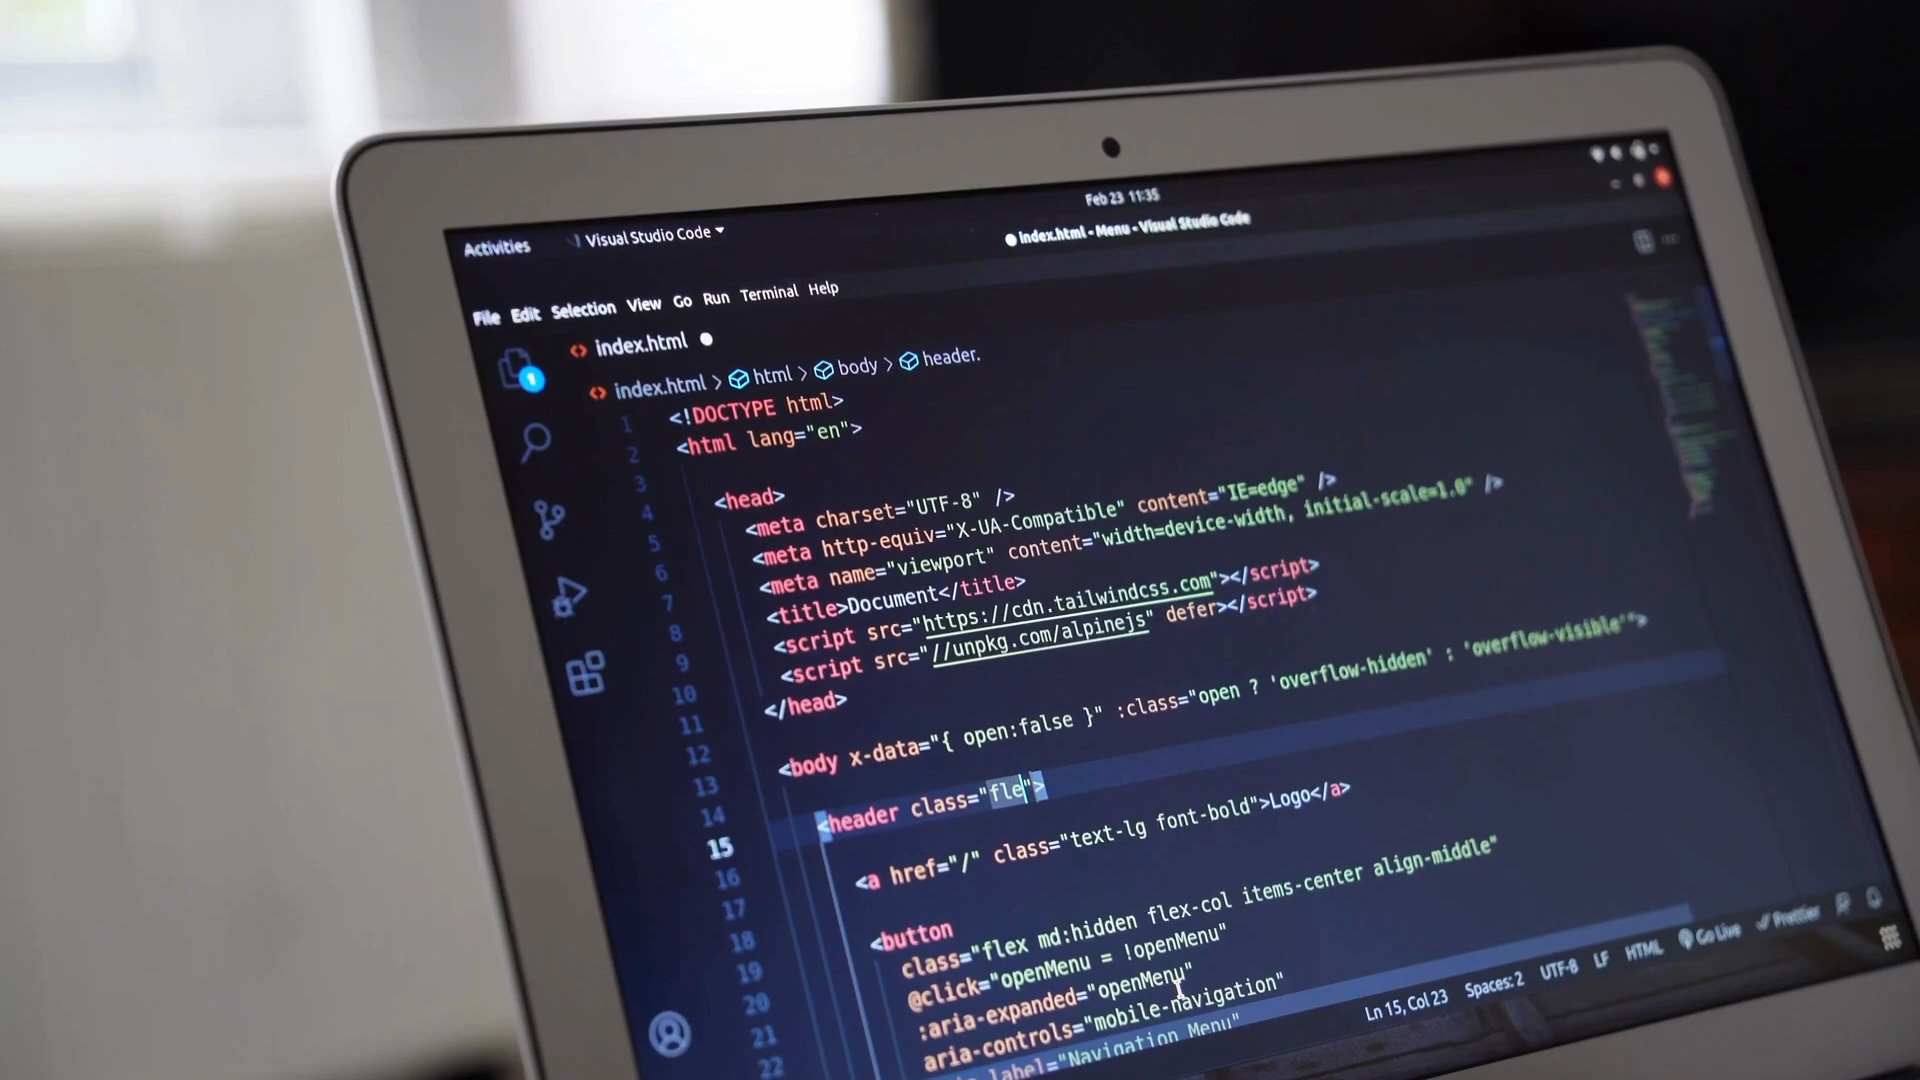 Feb 23 11:35
Activities Visual Studio Code
index.html - Menu - Visual Studio Code
File Edit Selection View Go Run Terminal Help
index.html
1
index.html > html > body > header.
1 <!DOCTYPE html>
2 <html lang="en">
3
4 <head>
5 <meta charset="UTF-8" />
6 <meta http-equiv="X-UA-Compatible" content="IE=edge" />
7 <meta name="viewport" content="width=device-width, initial-scale=1.0" />
8 <title>Document</title>
9 <script src="https://cdn.tailwindcss.com"></script>
10 <script src="//unpkg.com/alpinejs" defer></script>
11 </head>
12
13 <body x-data="{ open:false }" :class="open ? 'overflow-hidden' : 'overflow-visible'">
14
15 <header class="fle">
16
17 <a href="/" class="text-lg font-bold">Logo</a>
18
19 <button
20 class="flex md:hidden flex-col items-center align-middle"
21 @click="openMenu = !openMenu"
22 :aria-expanded="openMenu"
aria-controls="mobile-navigation"
label="Navigation Menu"
Ln 15, Col 23 Spaces: 2 UTF-8 LF HTML Go Live Prettier